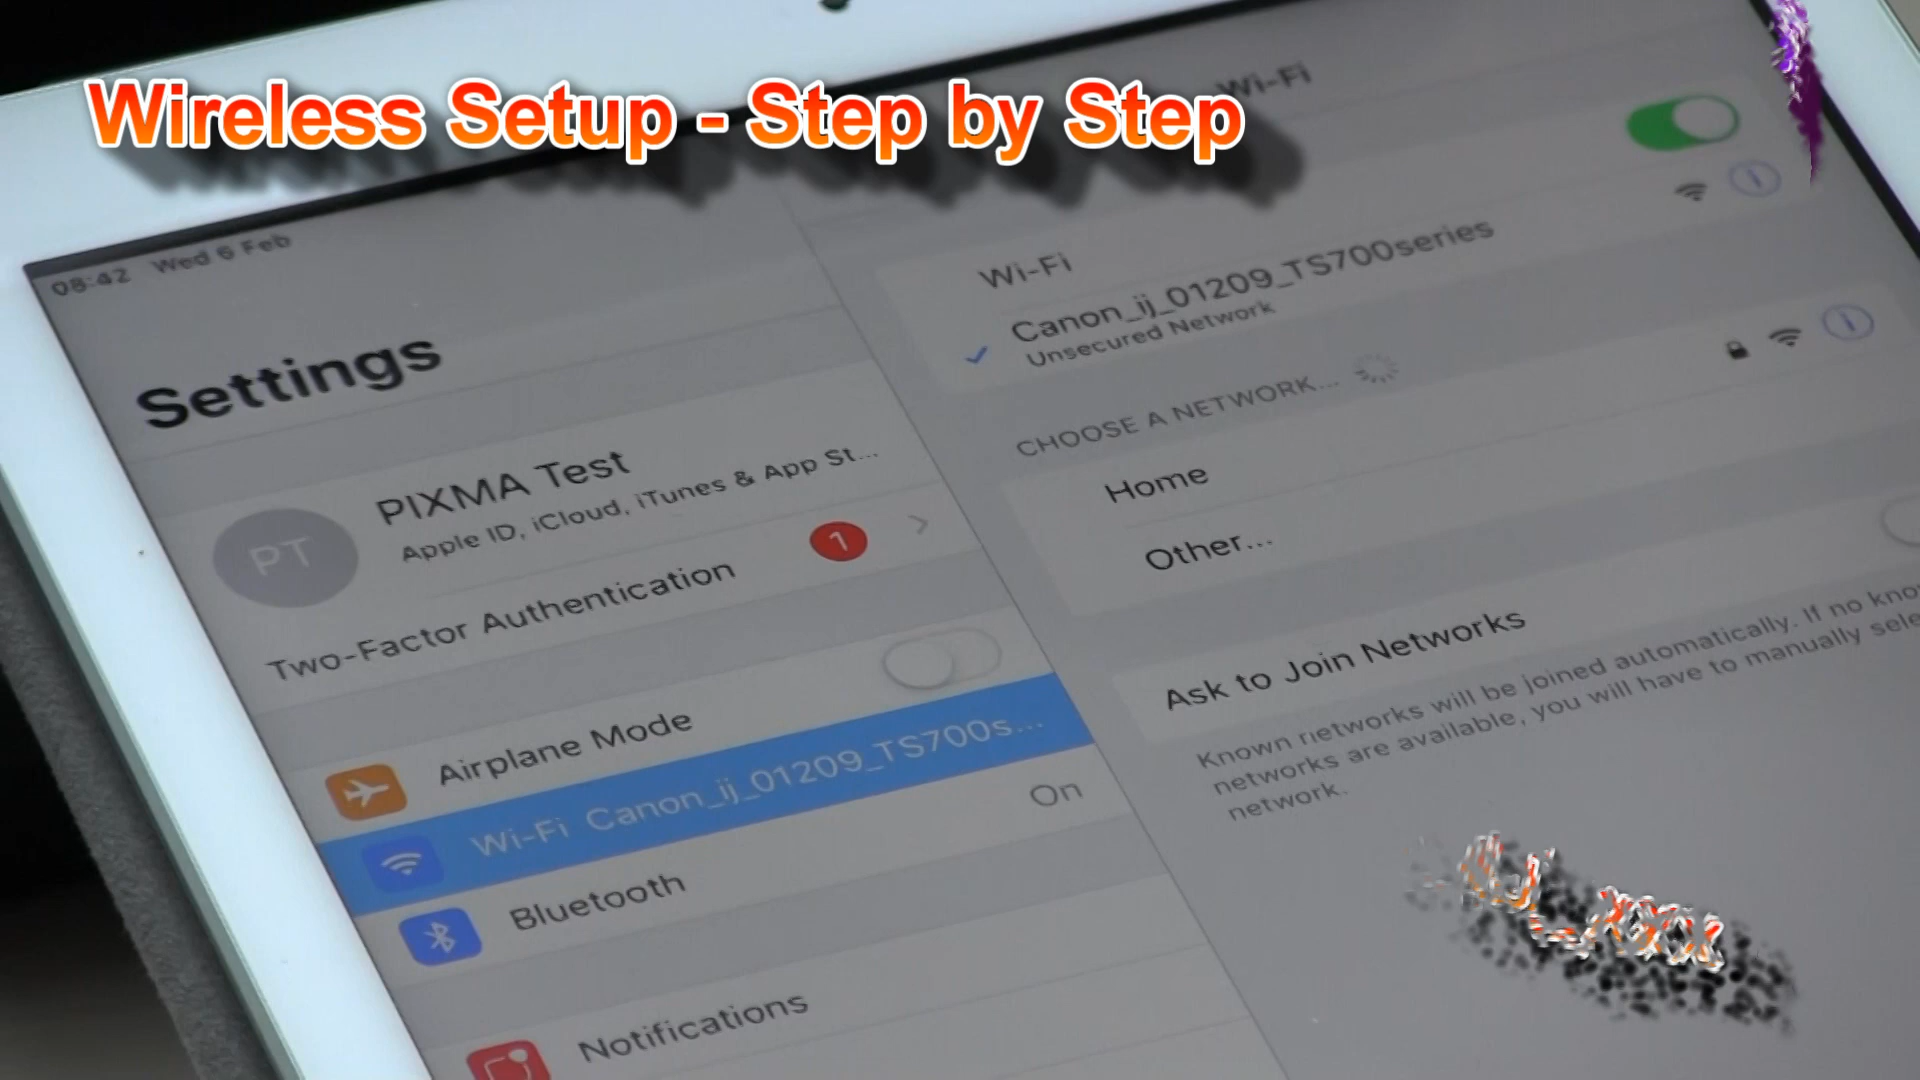 Wireless Setup - Step by Step
Wi-Fi
08:42 Wed 6 Feb
Settings
PT
PIXMA Test
Apple ID, iCloud, iTunes & App St...
Two-Factor Authentication
1
Airplane Mode
Wi-Fi Canon_ij_01209_TS700s...
Bluetooth
On
Notifications
Wi-Fi
Canon_ij_01209_TS700series
Unsecured Network
CHOOSE A NETWORK...
Home
Other...
Ask to Join Networks
Known networks will be joined automatically. If no kno
networks are available, you will have to manually sele
network.